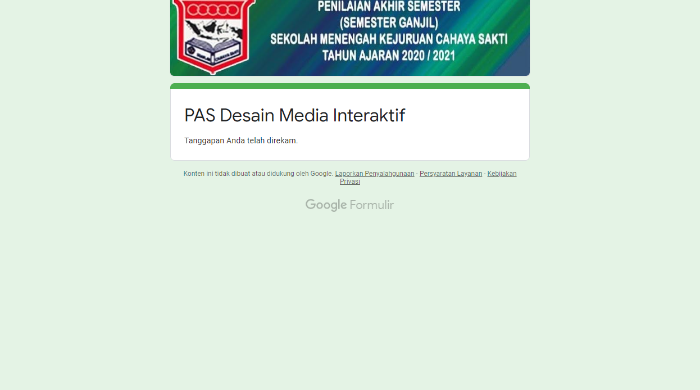 PENILAIAN AKHIR SEMESTER
(SEMESTER GANJIL)
SEKOLAH MENENGAH KEJURUAN CAHAYA SAKTI
TAHUN AJARAN 2020 / 2021
PAS Desain Media Interaktif
Tanggapan Anda telah direkam.
Konten ini tidak dibuat atau didukung oleh Google. Laporkan Penyalahgunaan - Persyaratan Layanan - Kebijakan
Privasi
Google Formulir